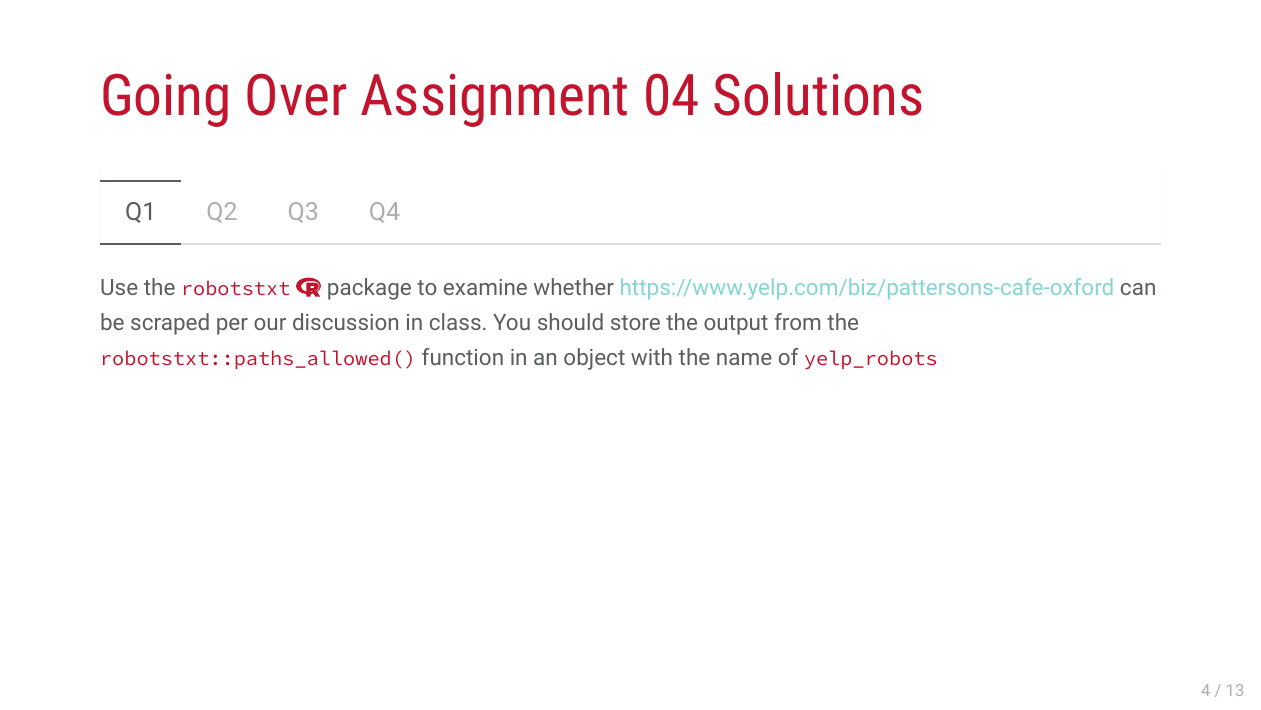 Going Over Assignment 04 Solutions
Q1 Q2 Q3 Q4
Use the robotstxt R package to examine whether https://www.yelp.com/biz/pattersons-cafe-oxford can
be scraped per our discussion in class. You should store the output from the
robotstxt::paths_allowed() function in an object with the name of yelp_robots
4 / 13